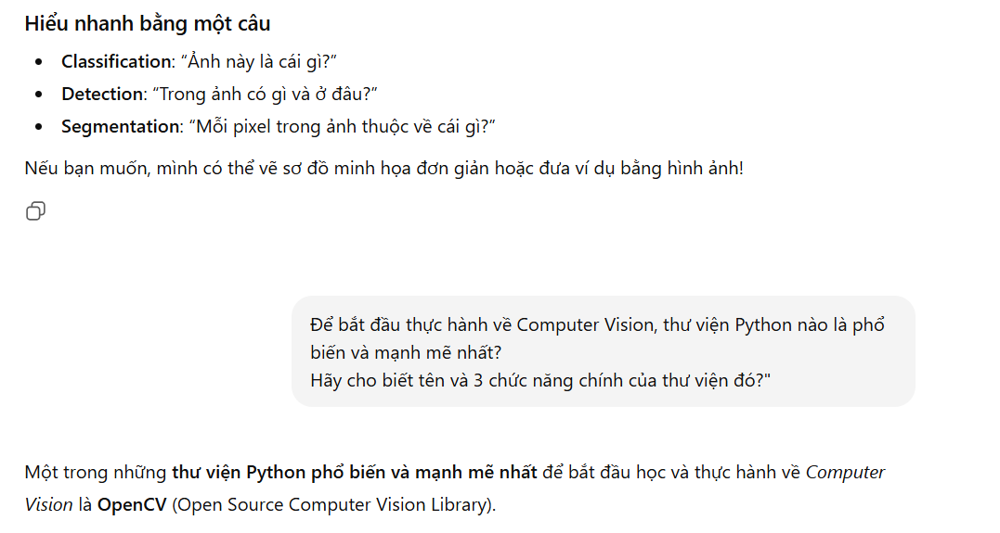 Hiểu nhanh bằng một câu
Classification: “Ảnh này là cái gì?”
Detection: “Trong ảnh có gì và ở đâu?”
Segmentation: “Mỗi pixel trong ảnh thuộc về cái gì?”
Nếu bạn muốn, mình có thể vẽ sơ đồ minh họa đơn giản hoặc đưa ví dụ bằng hình ảnh!
Để bắt đầu thực hành về Computer Vision, thư viện Python nào là phổ
biến và mạnh mẽ nhất?
Hãy cho biết tên và 3 chức năng chính của thư viện đó?"
Một trong những thư viện Python phổ biến và mạnh mẽ nhất để bắt đầu học và thực hành về Computer
Vision là OpenCV (Open Source Computer Vision Library).